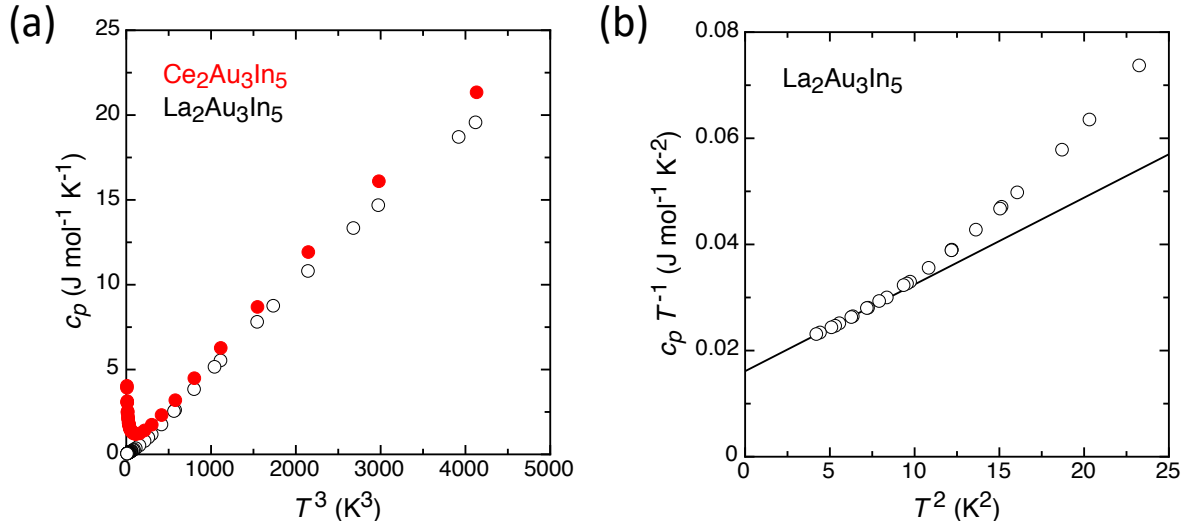 (a)
25
20
15
10
5
0
c_p (J mol⁻¹ K⁻¹)
Ce₂Au₃In₅
La₂Au₃In₅
0 1000 2000 3000 4000 5000
T³ (K³)
(b)
0.08
0.06
0.04
0.02
0
c_p T⁻¹ (J mol⁻¹ K⁻²)
La₂Au₃In₅
0 5 10 15 20 25
T² (K²)